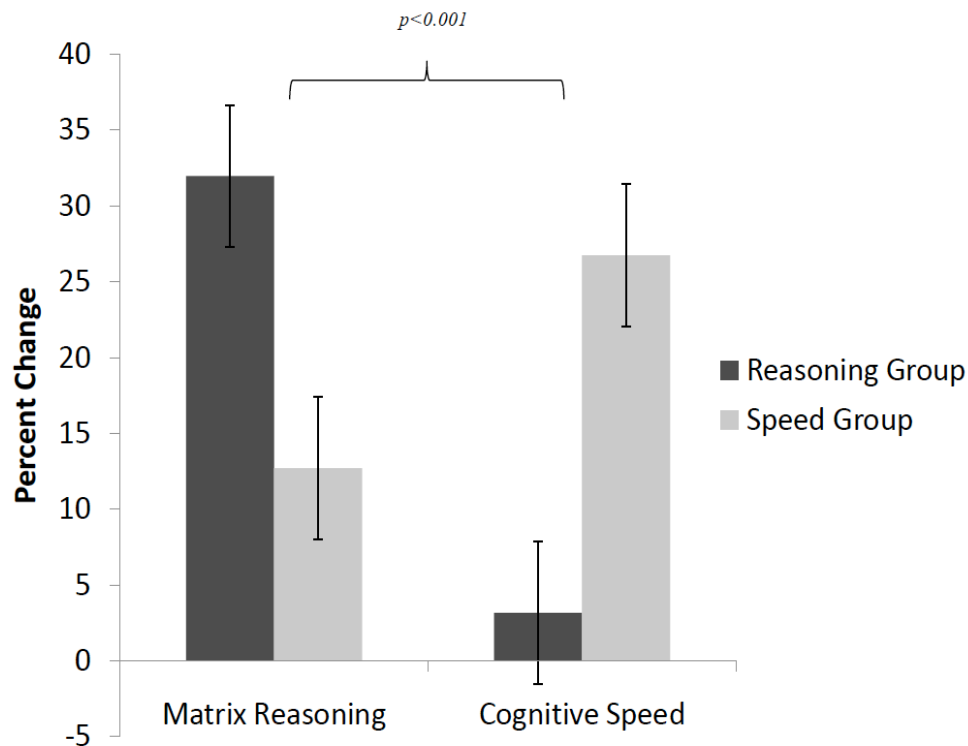 p<0.001
40
35
30
25
20
15
10
5
0
-5
Percent Change
Matrix Reasoning
Cognitive Speed
Reasoning Group
Speed Group